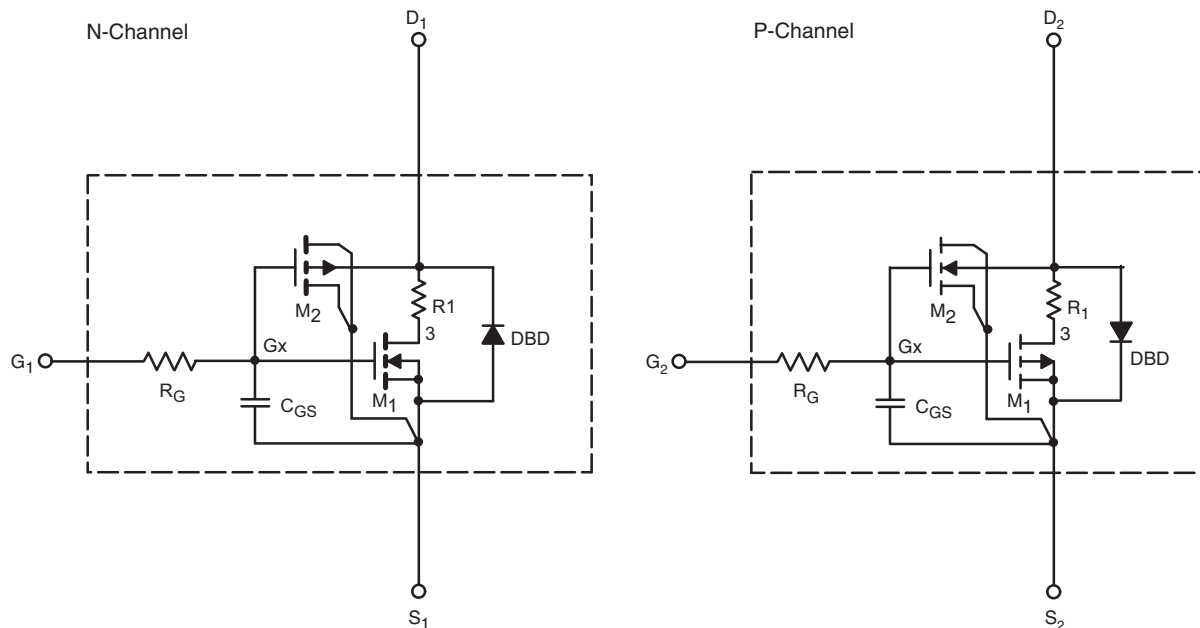 N-Channel
D1
M2
R1
3
DBD
G1
RG
Gx
CGS
M1
S1
P-Channel
D2
M2
R1
3
DBD
G2
RG
Gx
CGS
M1
S2